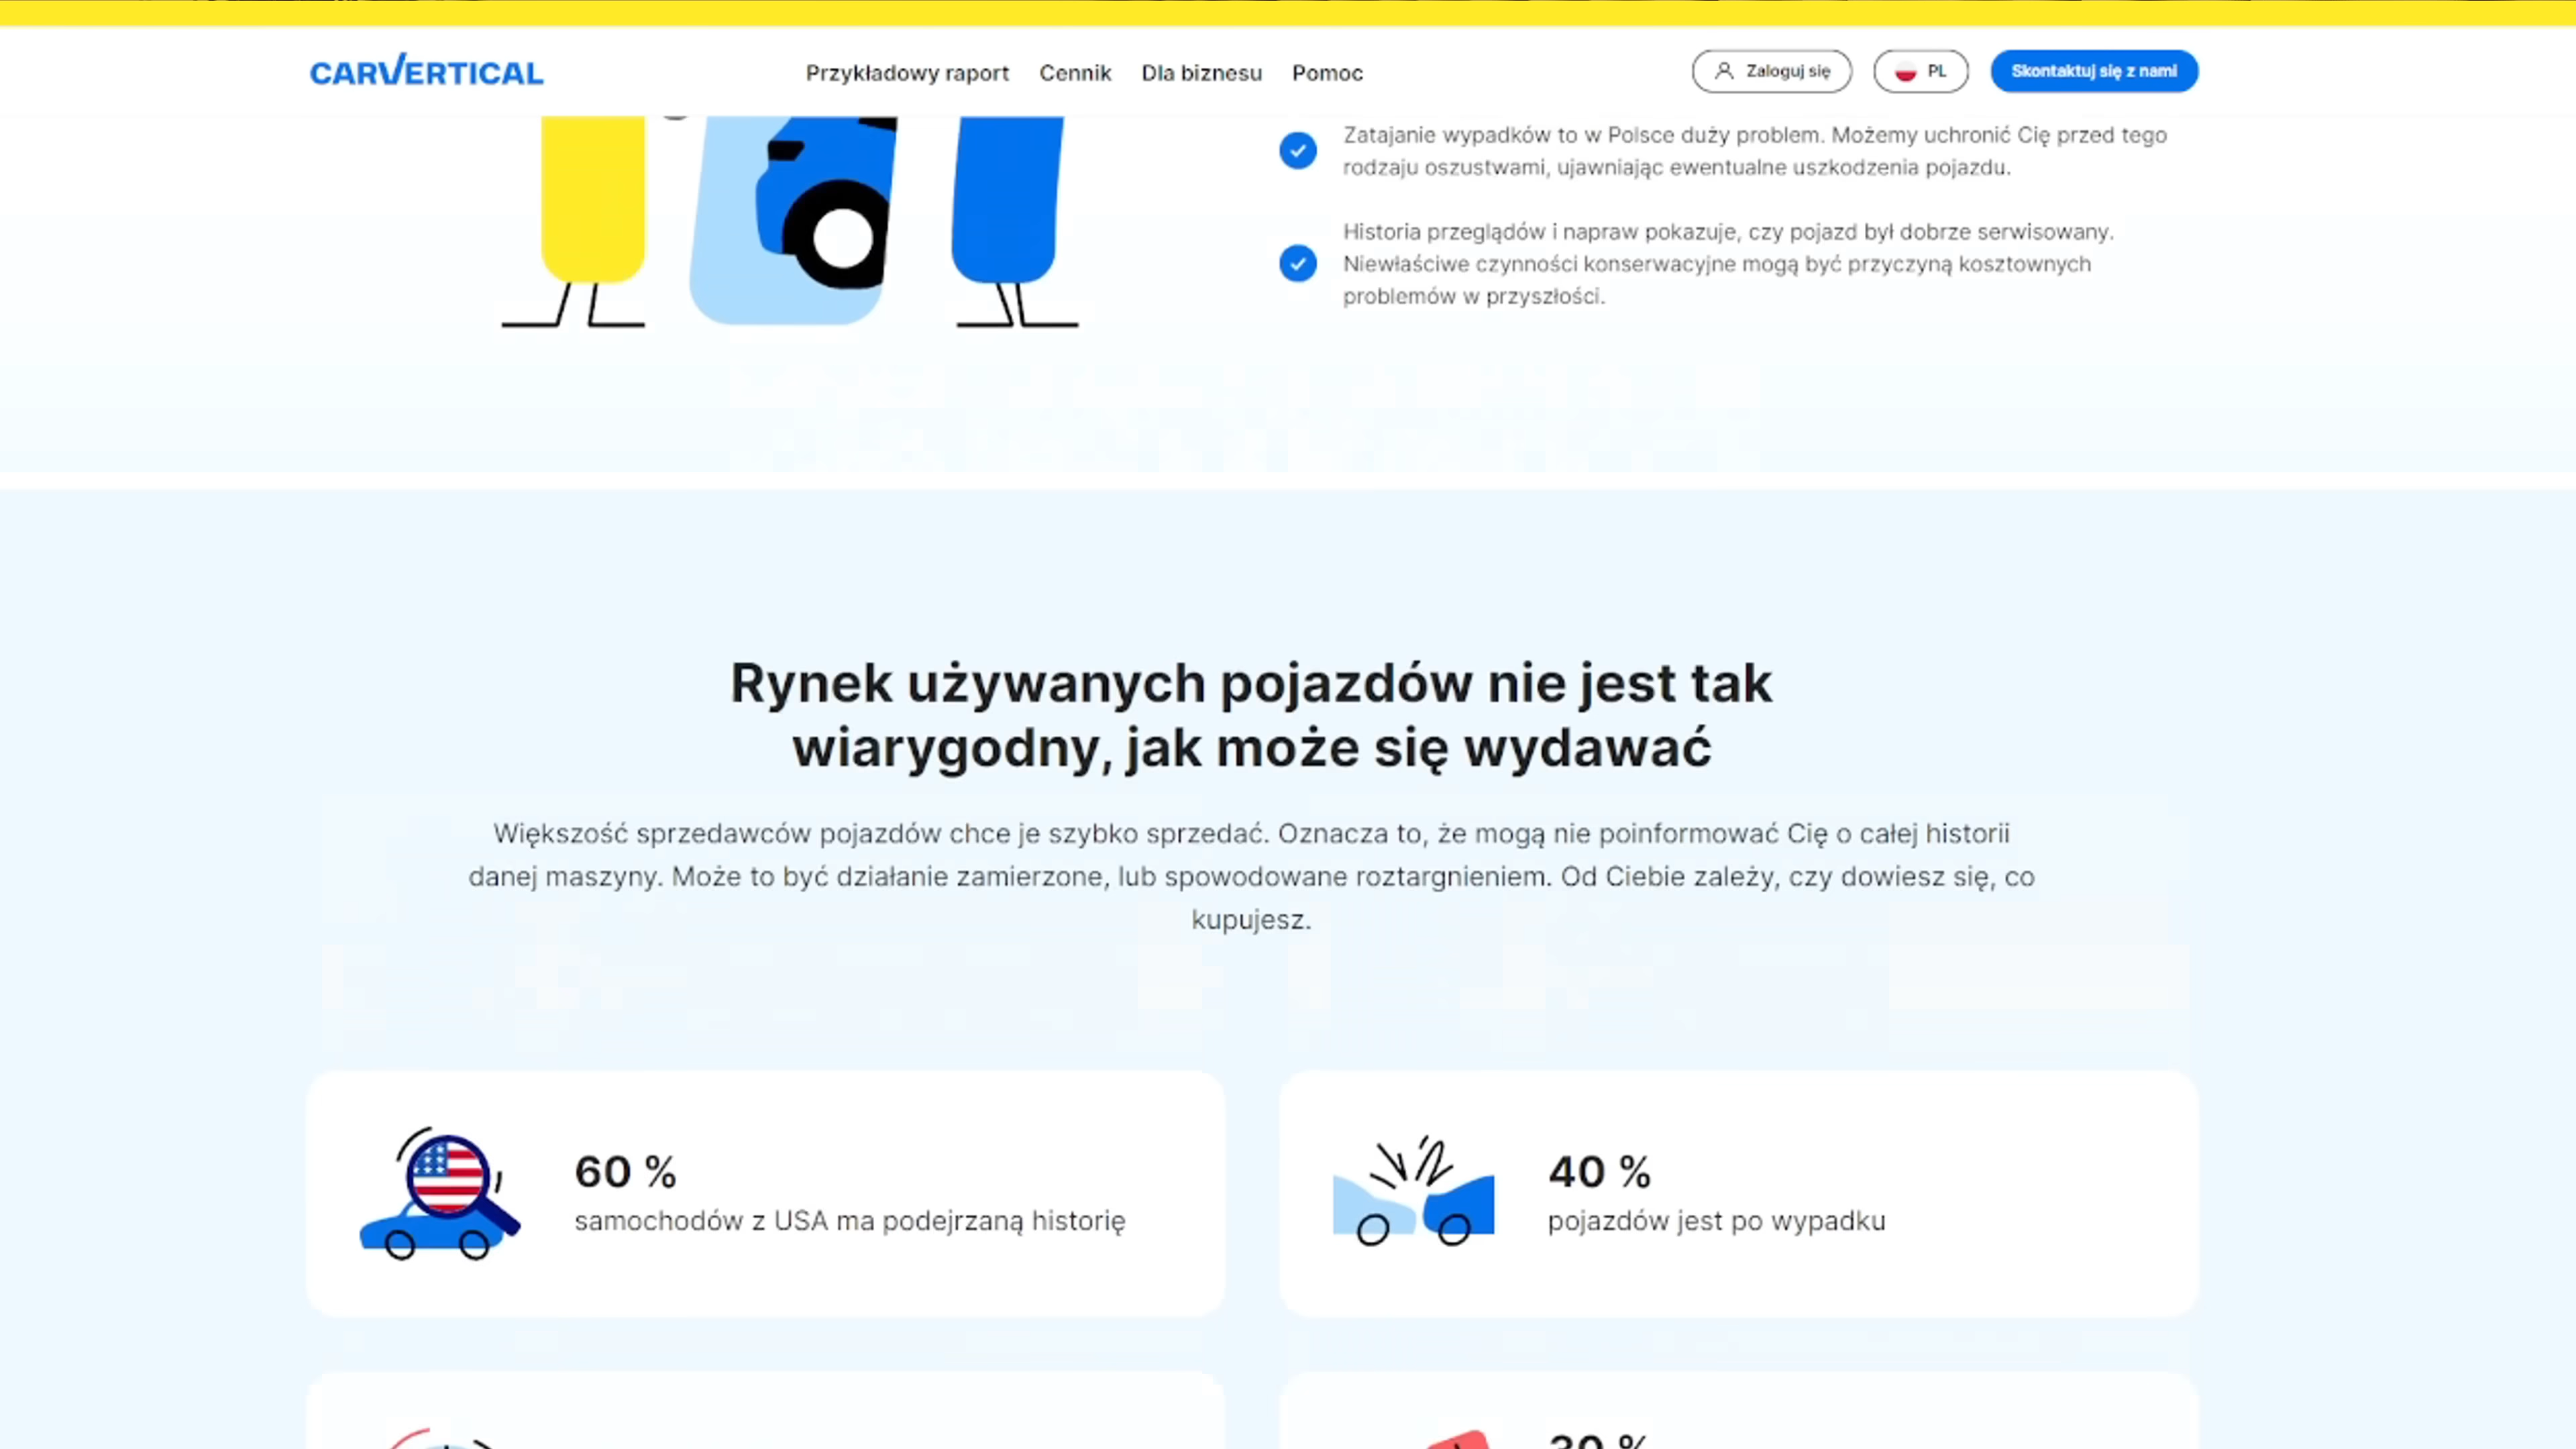 CARVERTICAL
Przykładowy raport
Cennik
Dla biznesu
Pomoc
Zaloguj się
PL
Skontaktuj się z nami
Zatajanie wypadków to w Polsce duży problem. Możemy uchronić Cię przed tego
rodzaju oszustwami, ujawniając ewentualne uszkodzenia pojazdu.
Historia przeglądów i napraw pokazuje, czy pojazd był dobrze serwisowany.
Niewłaściwe czynności konserwacyjne mogą być przyczyną kosztownych
problemów w przyszłości.
Rynek używanych pojazdów nie jest tak
wiarygodny, jak może się wydawać
Większość sprzedawców pojazdów chce je szybko sprzedać. Oznacza to, że mogą nie poinformować Cię o całej historii
danej maszyny. Może to być działanie zamierzone, lub spowodowane roztargnieniem. Od Ciebie zależy, czy dowiesz się, co
kupujesz.
60 %
samochodów z USA ma podejrzaną historię
40 %
pojazdów jest po wypadku